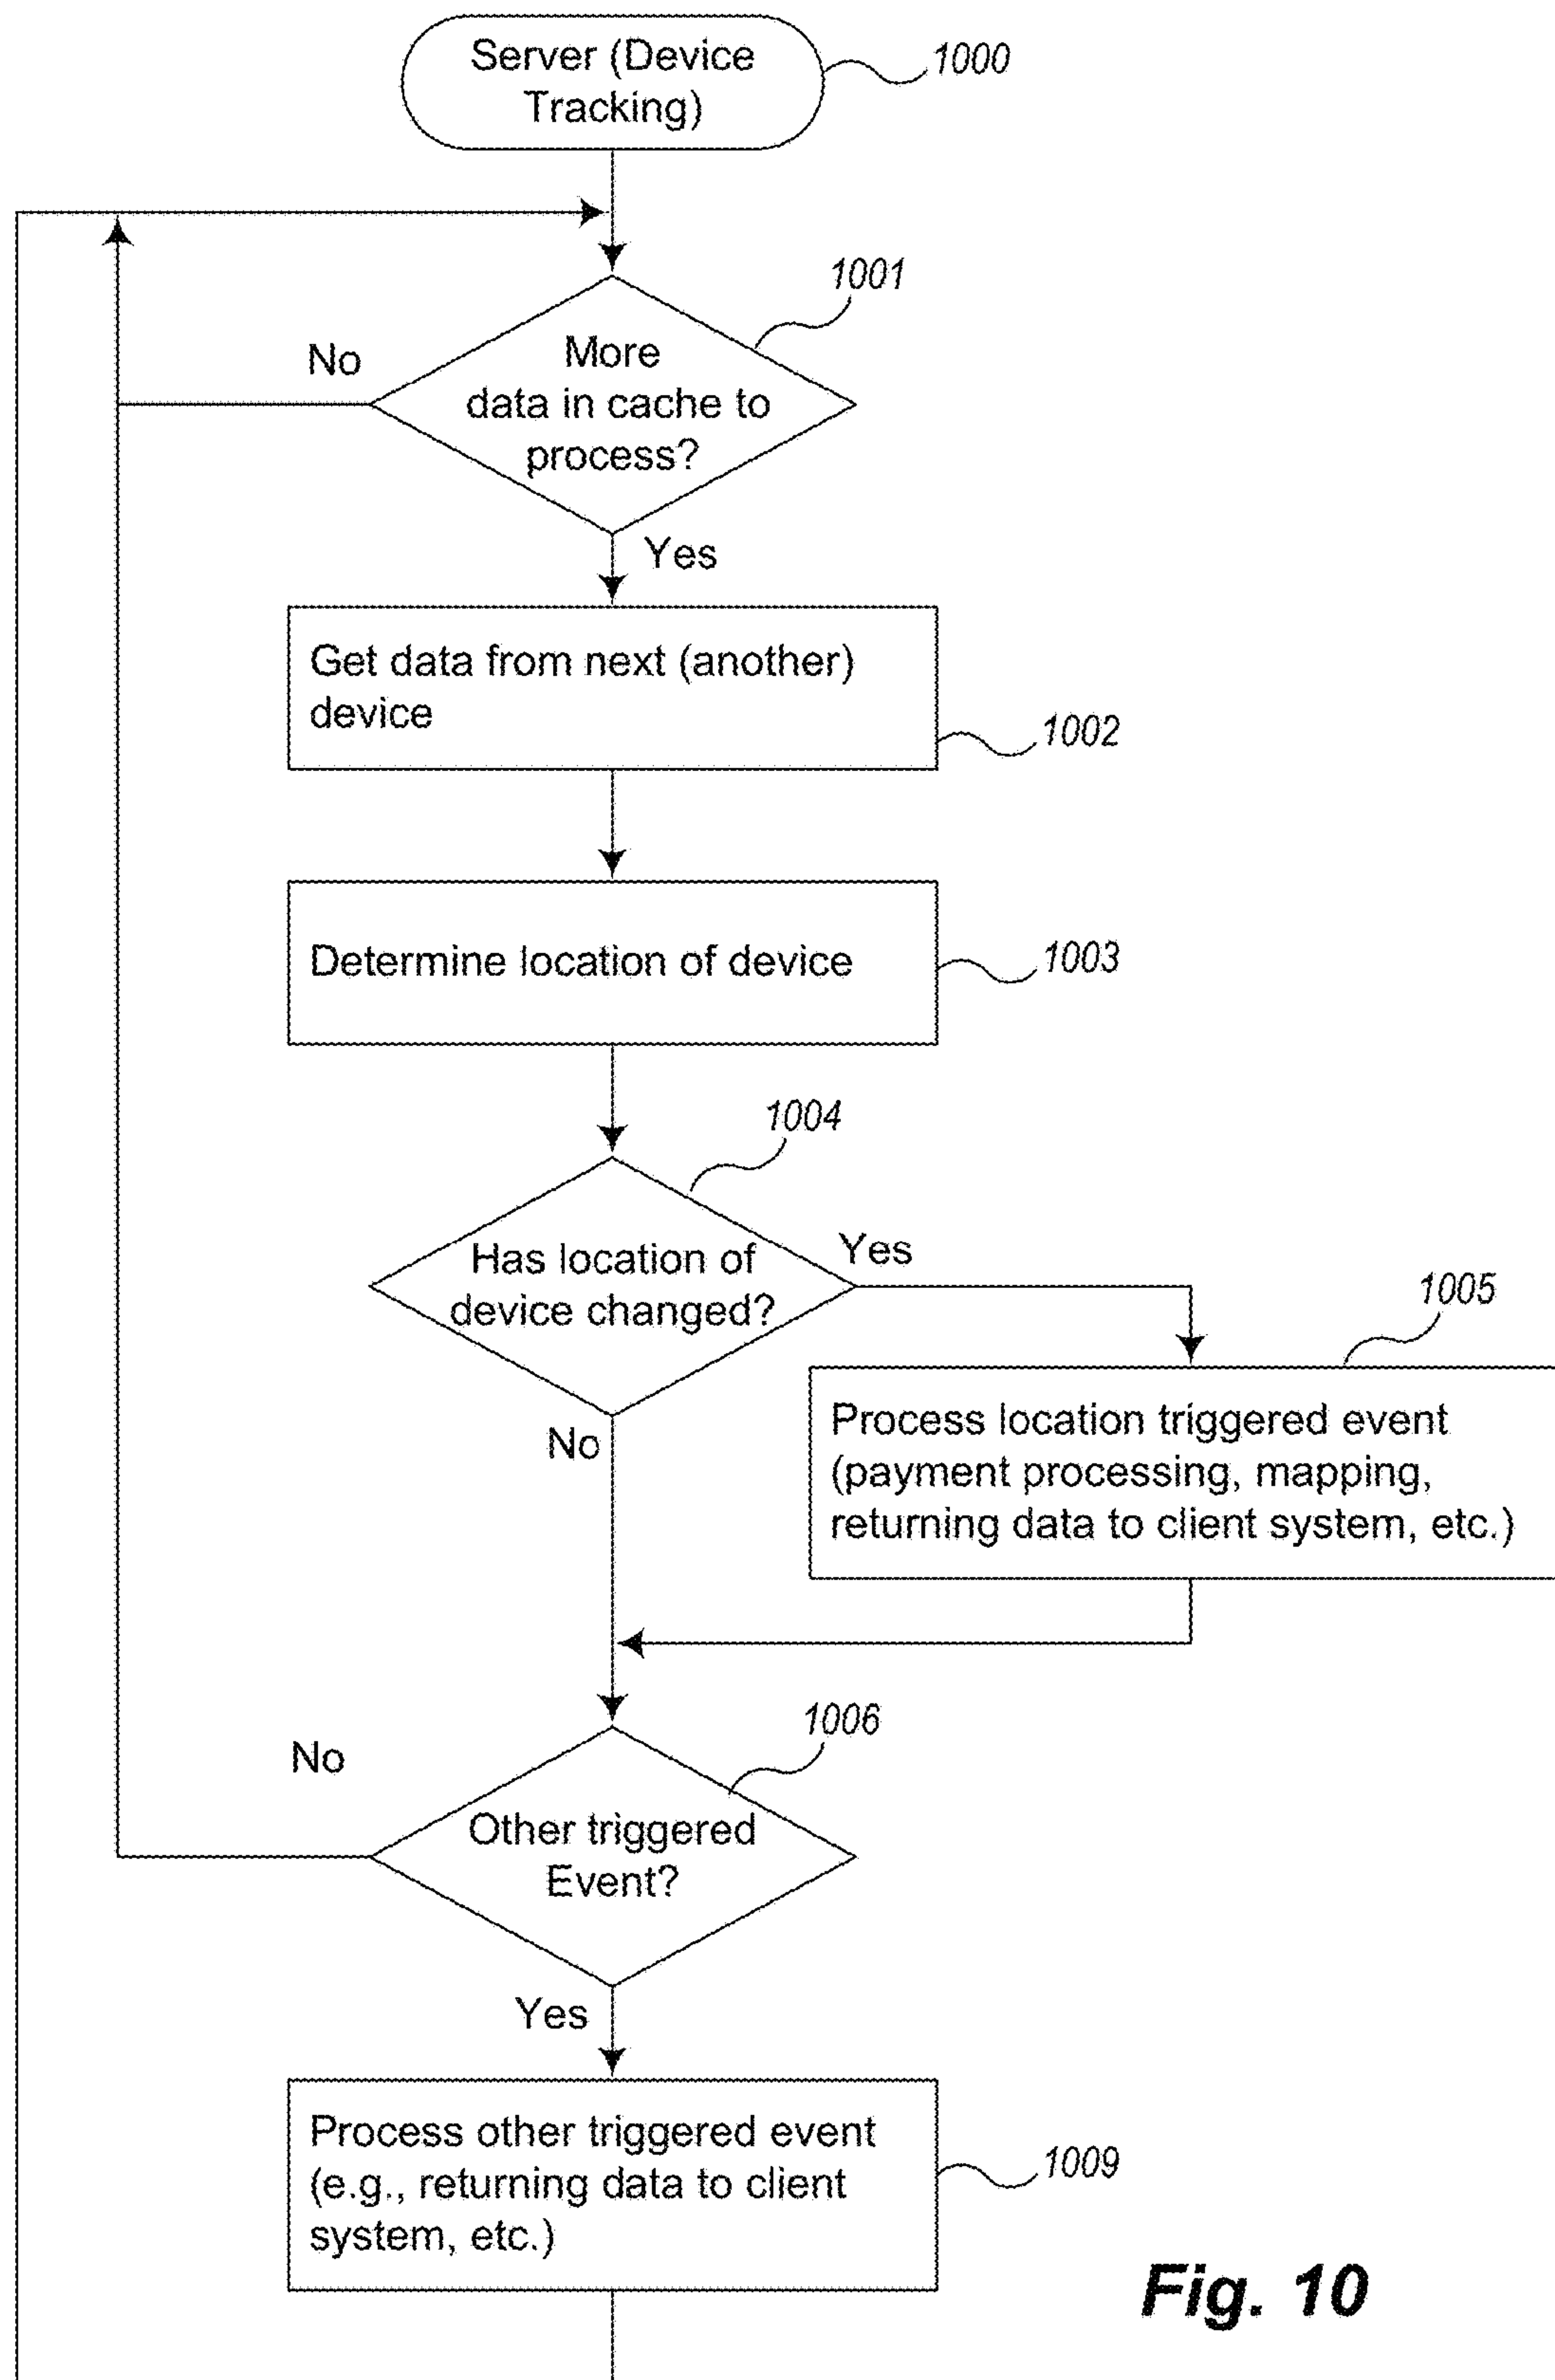 Server (Device
Tracking)
1000
1001
No
More
data in cache to
process?
Yes
Get data from next (another)
device
1002
Determine location of device
1003
1004
Has location of
device changed?
Yes
1005
No
Process location triggered event
(payment processing, mapping,
returning data to client system, etc.)
1006
No
Other triggered
Event?
Yes
Process other triggered event
(e.g., returning data to client
system, etc.)
1009
Fig. 10